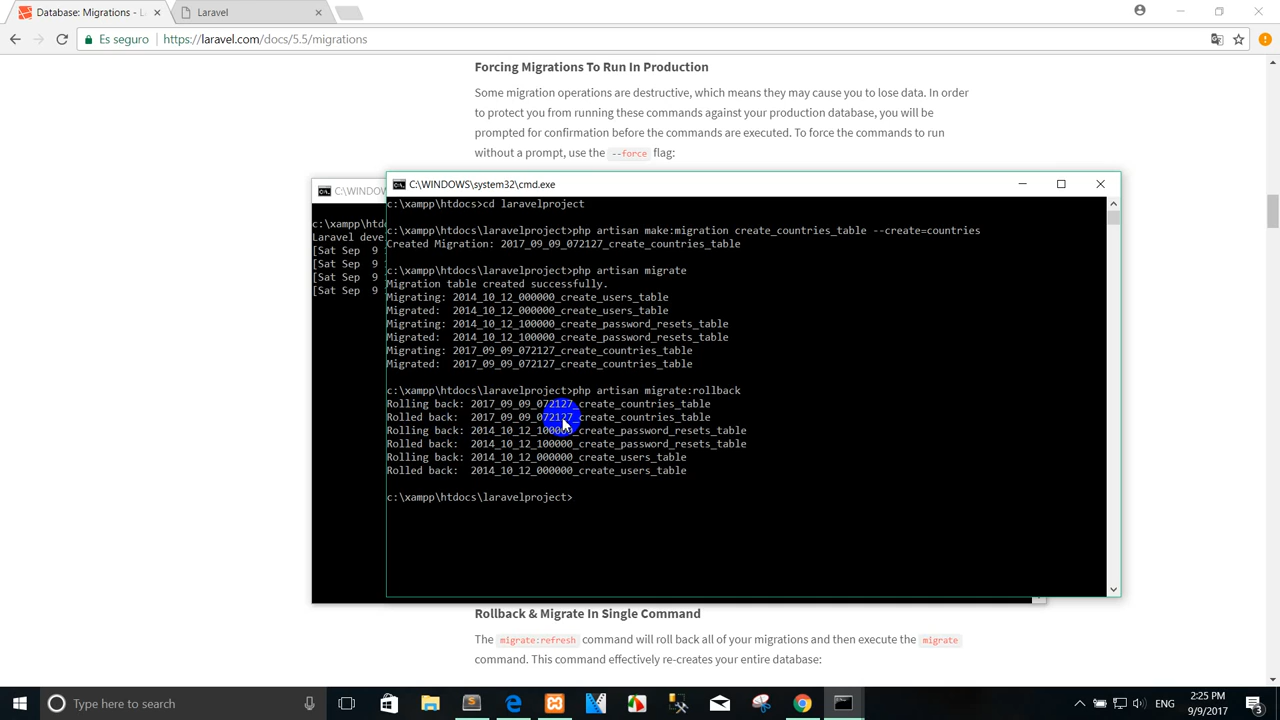 Database: Migrations - La
Laravel
Es seguro
https://laravel.com/docs/5.5/migrations
Forcing Migrations To Run In Production
Some migration operations are destructive, which means they may cause you to lose data. In order
to protect you from running these commands against your production database, you will be
prompted for confirmation before the commands are executed. To force the commands to run
without a prompt, use the --force flag:
C:\WINDO
c:\xampp\htdo
Laravel deve
[Sat Sep  9
[Sat Sep  9
[Sat Sep  9
[Sat Sep  9
C:\WINDOWS\system32\cmd.exe
c:\xampp\htdocs>cd laravelproject
c:\xampp\htdocs\laravelproject>php artisan make:migration create_countries_table --create=countries
Created Migration: 2017_09_09_072127_create_countries_table
c:\xampp\htdocs\laravelproject>php artisan migrate
Migration table created successfully.
Migrating: 2014_10_12_000000_create_users_table
Migrated:  2014_10_12_000000_create_users_table
Migrating: 2014_10_12_100000_create_password_resets_table
Migrated:  2014_10_12_100000_create_password_resets_table
Migrating: 2017_09_09_072127_create_countries_table
Migrated:  2017_09_09_072127_create_countries_table
c:\xampp\htdocs\laravelproject>php artisan migrate:rollback
Rolling back: 2017_09_09_072127_create_countries_table
Rolled back:  2017_09_09_072127_create_countries_table
Rolling back: 2014_10_12_100000_create_password_resets_table
Rolled back:  2014_10_12_100000_create_password_resets_table
Rolling back: 2014_10_12_000000_create_users_table
Rolled back:  2014_10_12_000000_create_users_table
c:\xampp\htdocs\laravelproject>
Rollback & Migrate In Single Command
The migrate:refresh command will roll back all of your migrations and then execute the migrate
command. This command effectively re-creates your entire database:
Type here to search
ENG
2:25 PM
9/9/2017
3